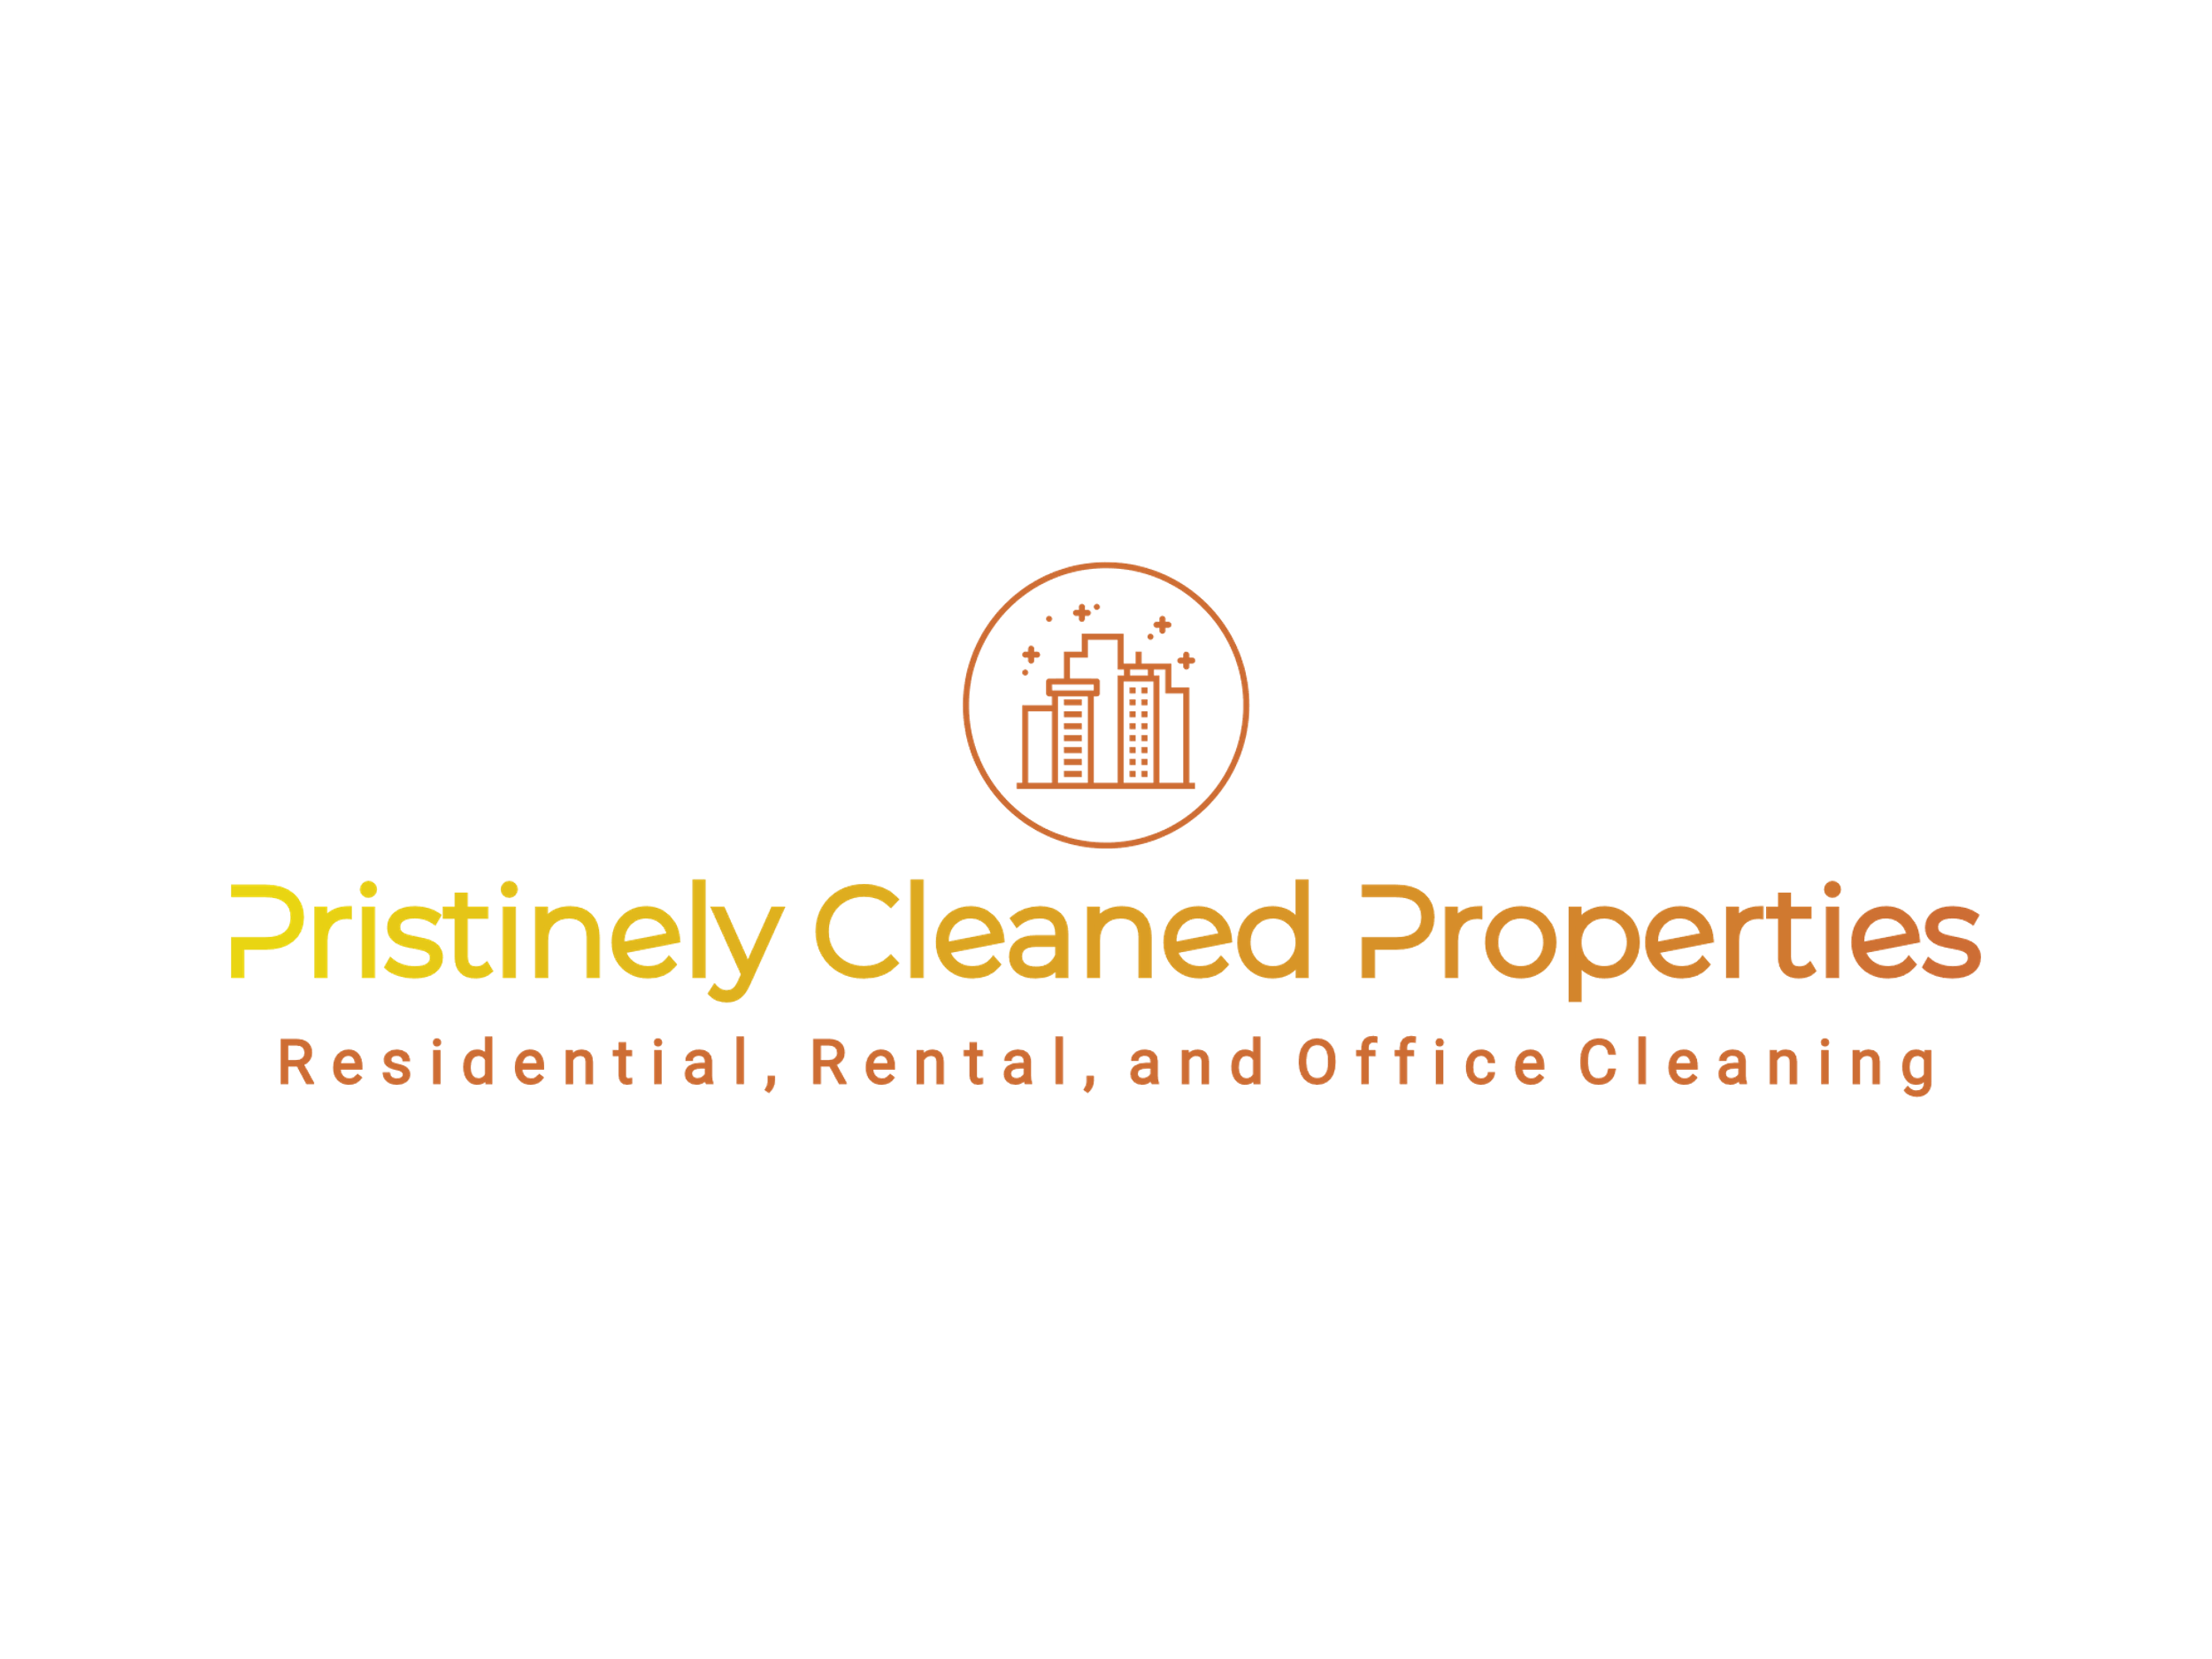 Pristinely Cleaned Properties
Residential, Rental, and Office Cleaning